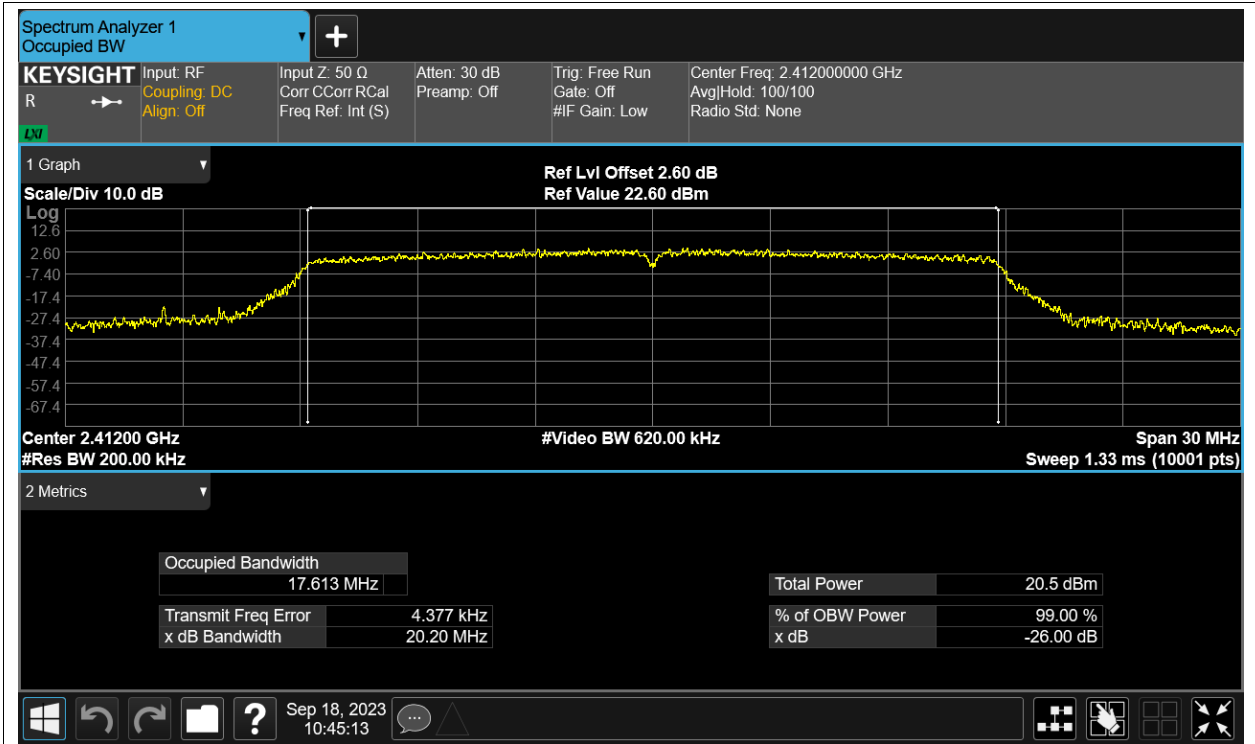 Spectrum Analyzer 1
Occupied BW
KEYSIGHT
R
LXI
Input: RF
Coupling: DC
Align: Off
Input Z: 50 Ω
Corr CCorr RCal
Freq Ref: Int (S)
Atten: 30 dB
Preamp: Off
Trig: Free Run
Gate: Off
#IF Gain: Low
Center Freq: 2.412000000 GHz
Avg|Hold: 100/100
Radio Std: None
1 Graph
Scale/Div 10.0 dB
Ref Lvl Offset 2.60 dB
Ref Value 22.60 dBm
Log
12.6
2.60
-7.40
-17.4
-27.4
-37.4
-47.4
-57.4
-67.4
Center 2.41200 GHz
#Video BW 620.00 kHz
Span 30 MHz
#Res BW 200.00 kHz
Sweep 1.33 ms (10001 pts)
2 Metrics
Occupied Bandwidth
17.613 MHz
Total Power 20.5 dBm
Transmit Freq Error 4.377 kHz
% of OBW Power 99.00 %
x dB Bandwidth 20.20 MHz
x dB -26.00 dB
?
Sep 18, 2023
10:45:13